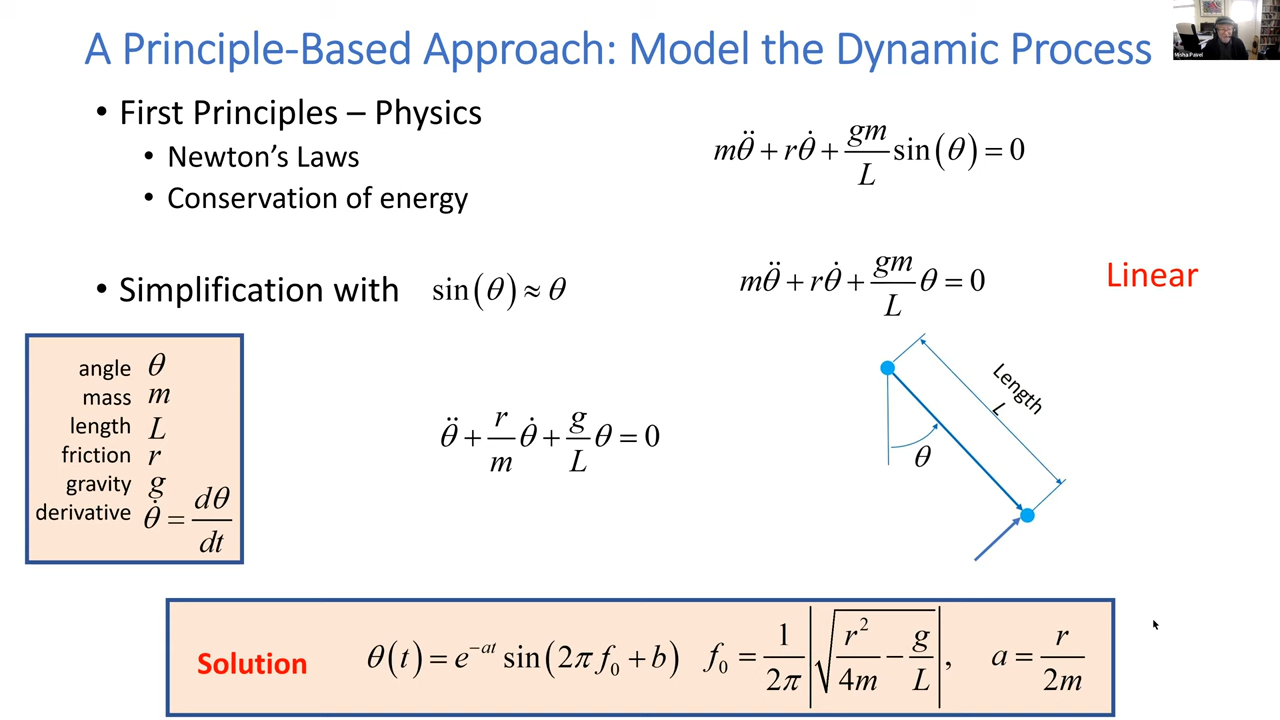 A Principle-Based Approach: Model the Dynamic Process
Misha Pavel
• First Principles – Physics
• Newton's Laws
• Conservation of energy
mθ̈ + rθ̇ + gm/L sin(θ) = 0
• Simplification with sin(θ) ≈ θ
mθ̈ + rθ̇ + gm/L θ = 0
Linear
angle θ
mass m
length L
friction r
gravity g
derivative θ̇ = dθ/dt
θ̈ + r/m θ̇ + g/L θ = 0
Length
L
θ
Solution θ(t) = e^{-at} sin(2πf₀ + b) f₀ = 1/2π |√(r²/4m − g/L)|, a = r/2m